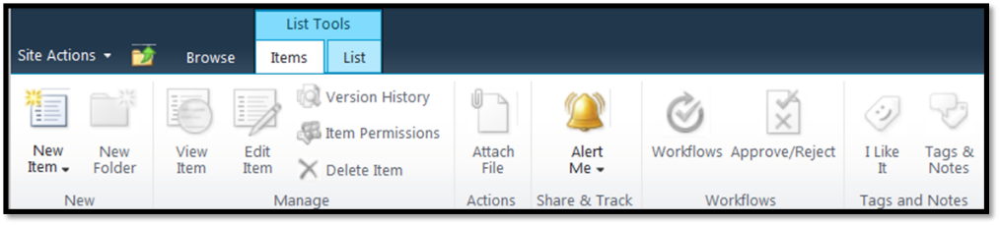 List Tools
Site Actions
Browse
Items
List
New
Item
New
Folder
View
Item
Edit
Item
Version History
Item Permissions
Delete Item
Attach
File
Alert
Me
Workflows
Approve/Reject
I Like
It
Tags &
Notes
New
Manage
Actions
Share & Track
Workflows
Tags and Notes